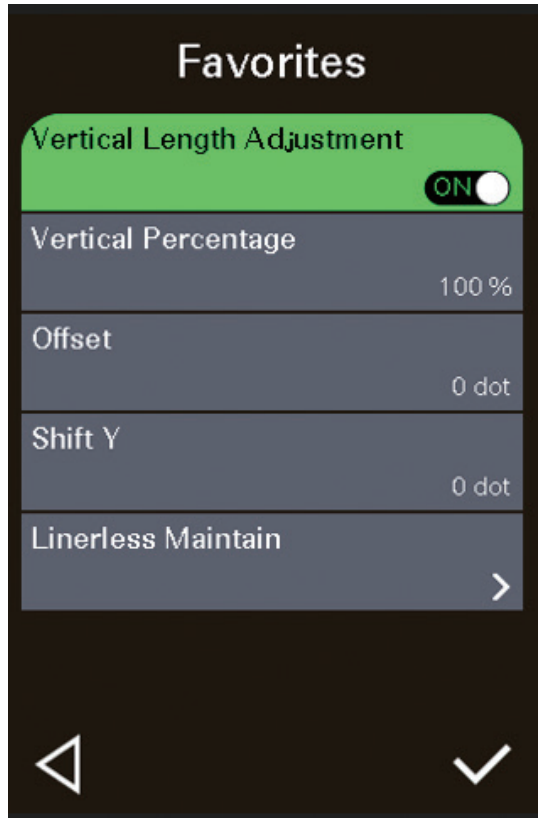 Favorites
Vertical Length Adjustment
ON
Vertical Percentage
100 %
Offset
0 dot
Shift Y
0 dot
Linerless Maintain